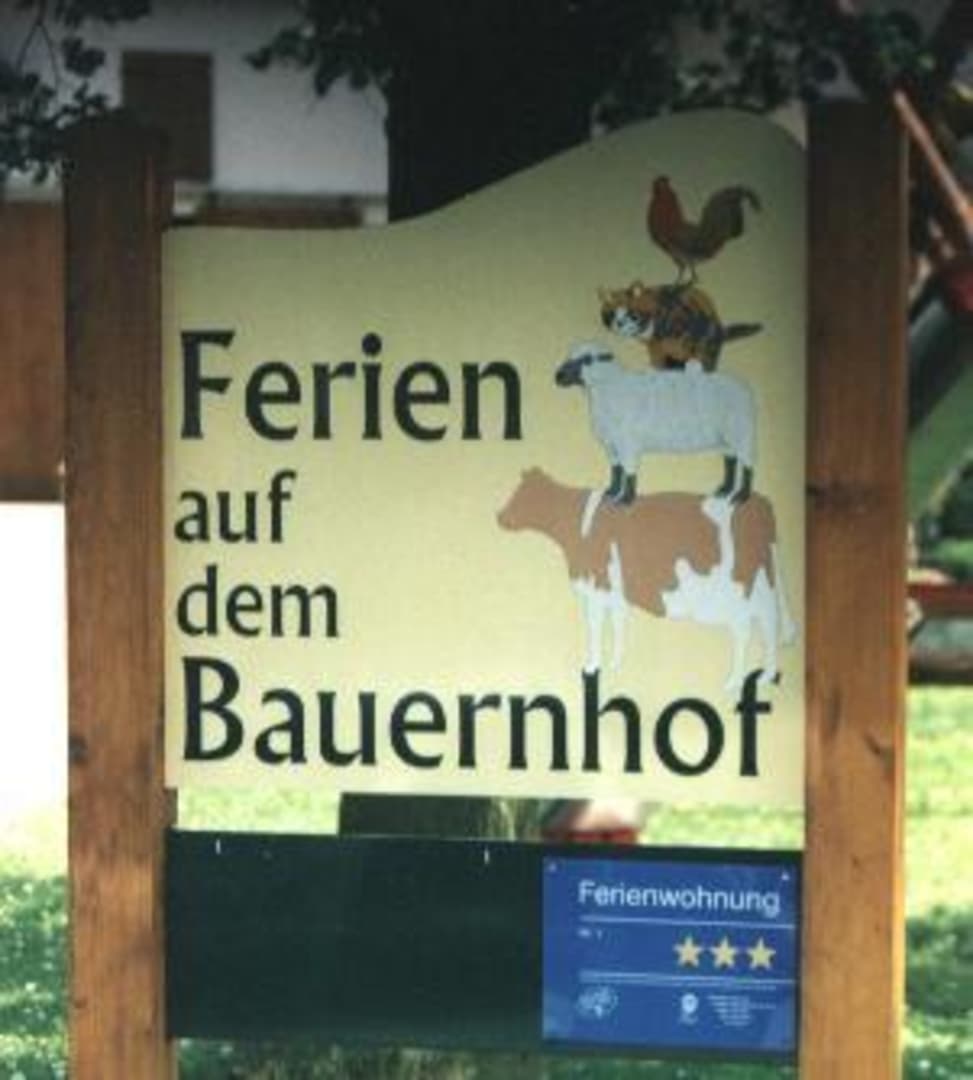 Ferien
auf
dem
Bauernhof
Ferienwohnung